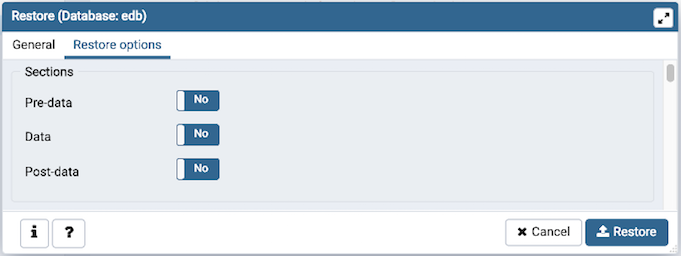 Restore (Database: edb)
General Restore options
Sections
Pre-data No
Data No
Post-data No
i ? Cancel Restore